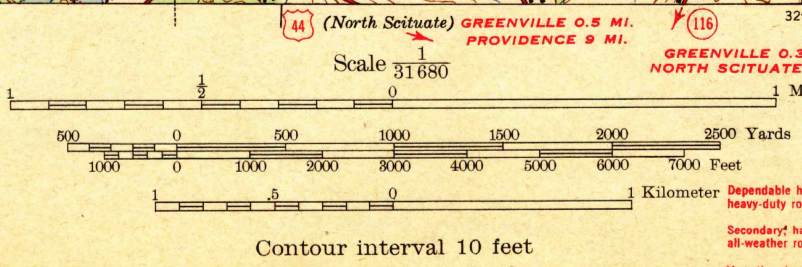 44 (North Scituate) GREENVILLE 0.5 MI.
PROVIDENCE 9 MI.
116
GREENVILLE 0.3
NORTH SCITUATE
Scale 1/31680
1 1/2 0 1 M
500 0 500 1000 1500 2000 2500 Yards
1000 0 1000 2000 3000 4000 5000 6000 7000 Feet
1 .5 0 1 Kilometer
Dependable h
heavy-duty ro
Secondary, ha
all-weather ro
Contour interval 10 feet